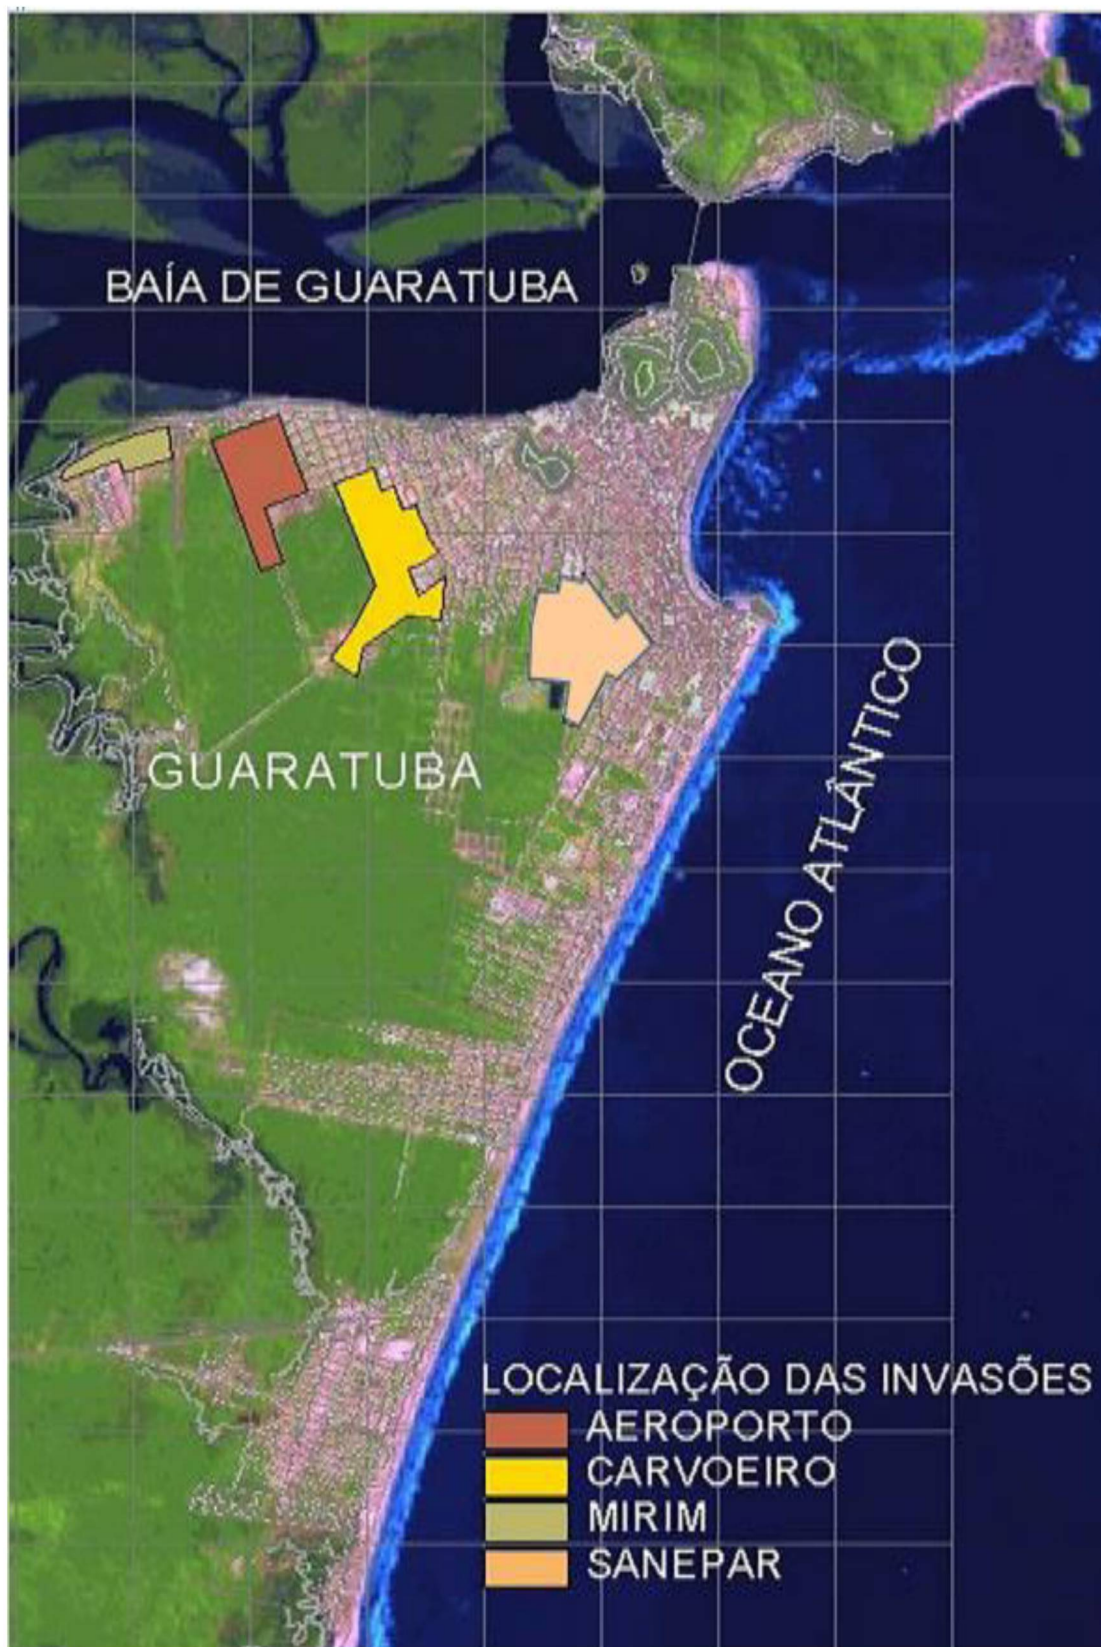 BAÍA DE GUARATUBA
GUARATUBA
OCEANO ATLÂNTICO
LOCALIZAÇÃO DAS INVASÕES
AEROPORTO
CARVOEIRO
MIRIM
SANEPAR